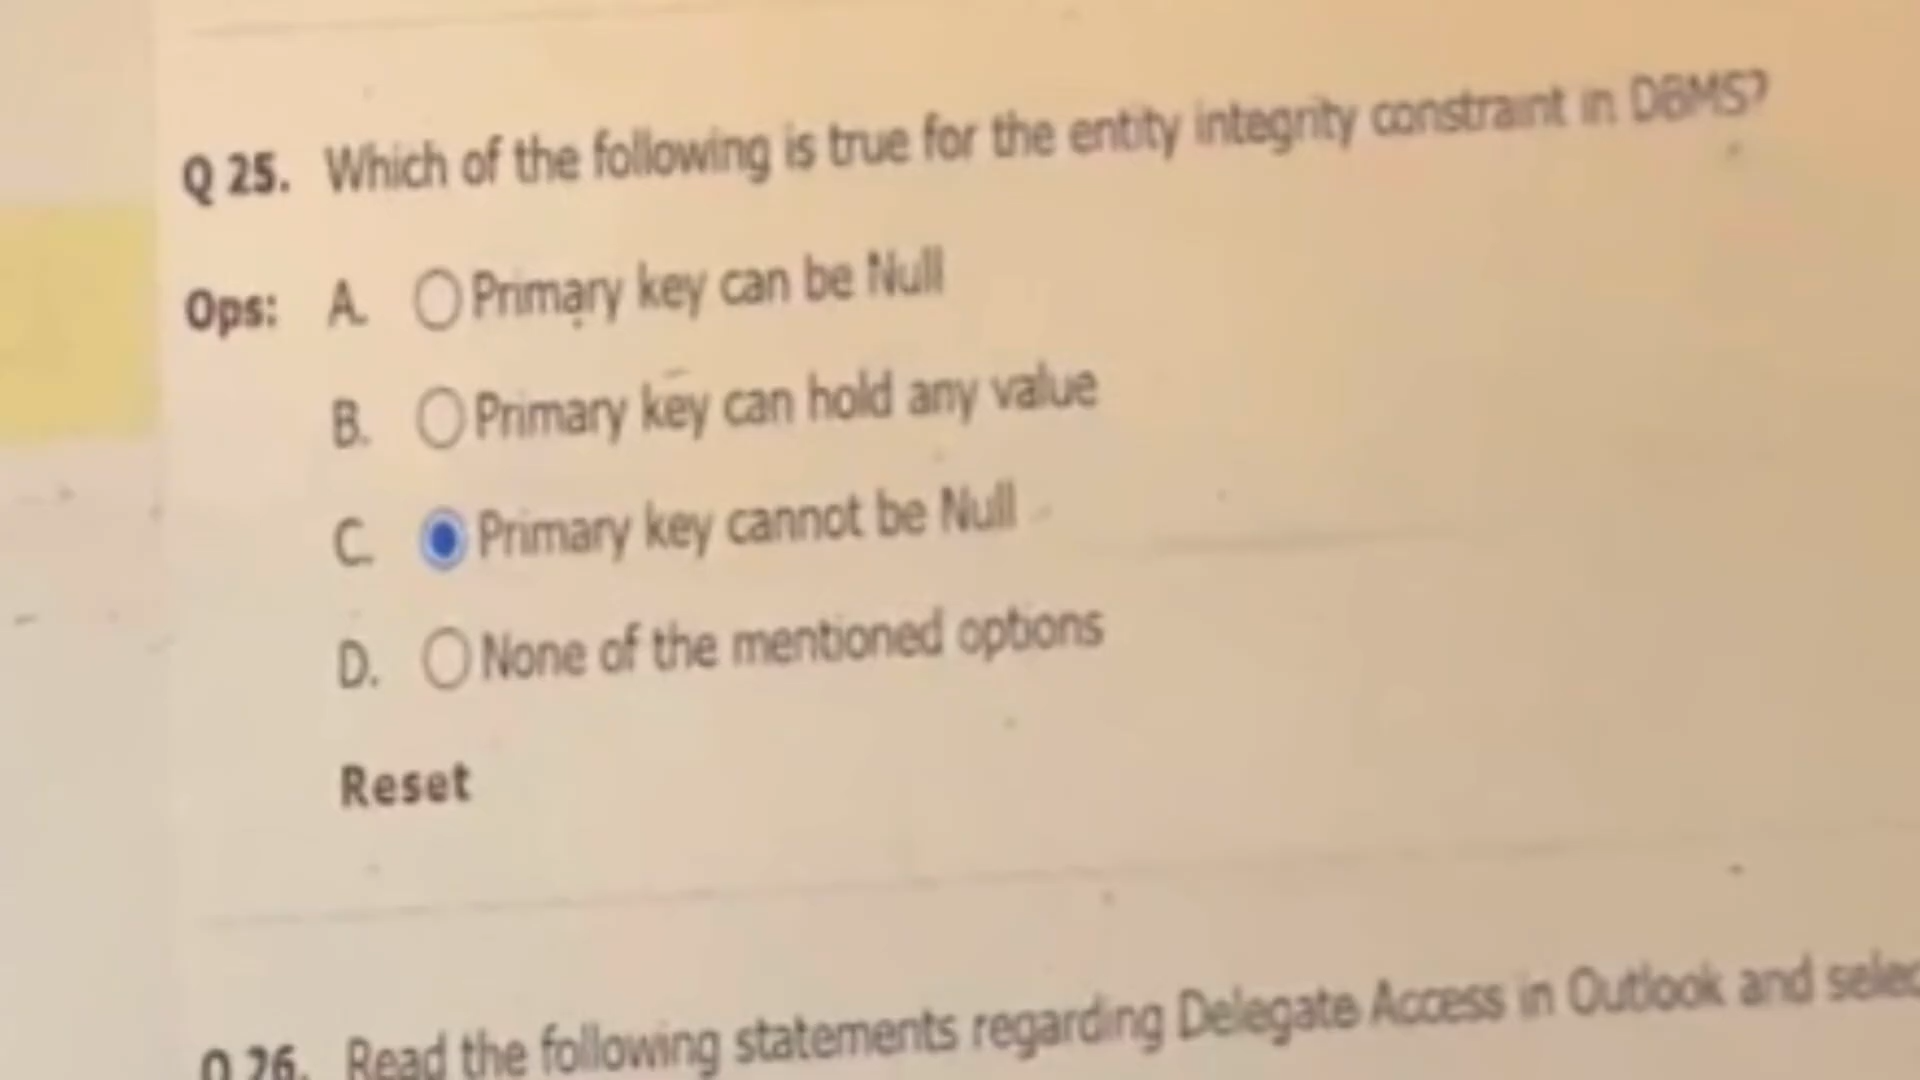 Q 25. Which of the following is true for the entity integrity constraint in DBMS?
Ops: A. Primary key can be Null
B. Primary key can hold any value
C. Primary key cannot be Null
D. None of the mentioned options
Reset
Q 26. Read the following statements regarding Delegate Access in Outlook and selec